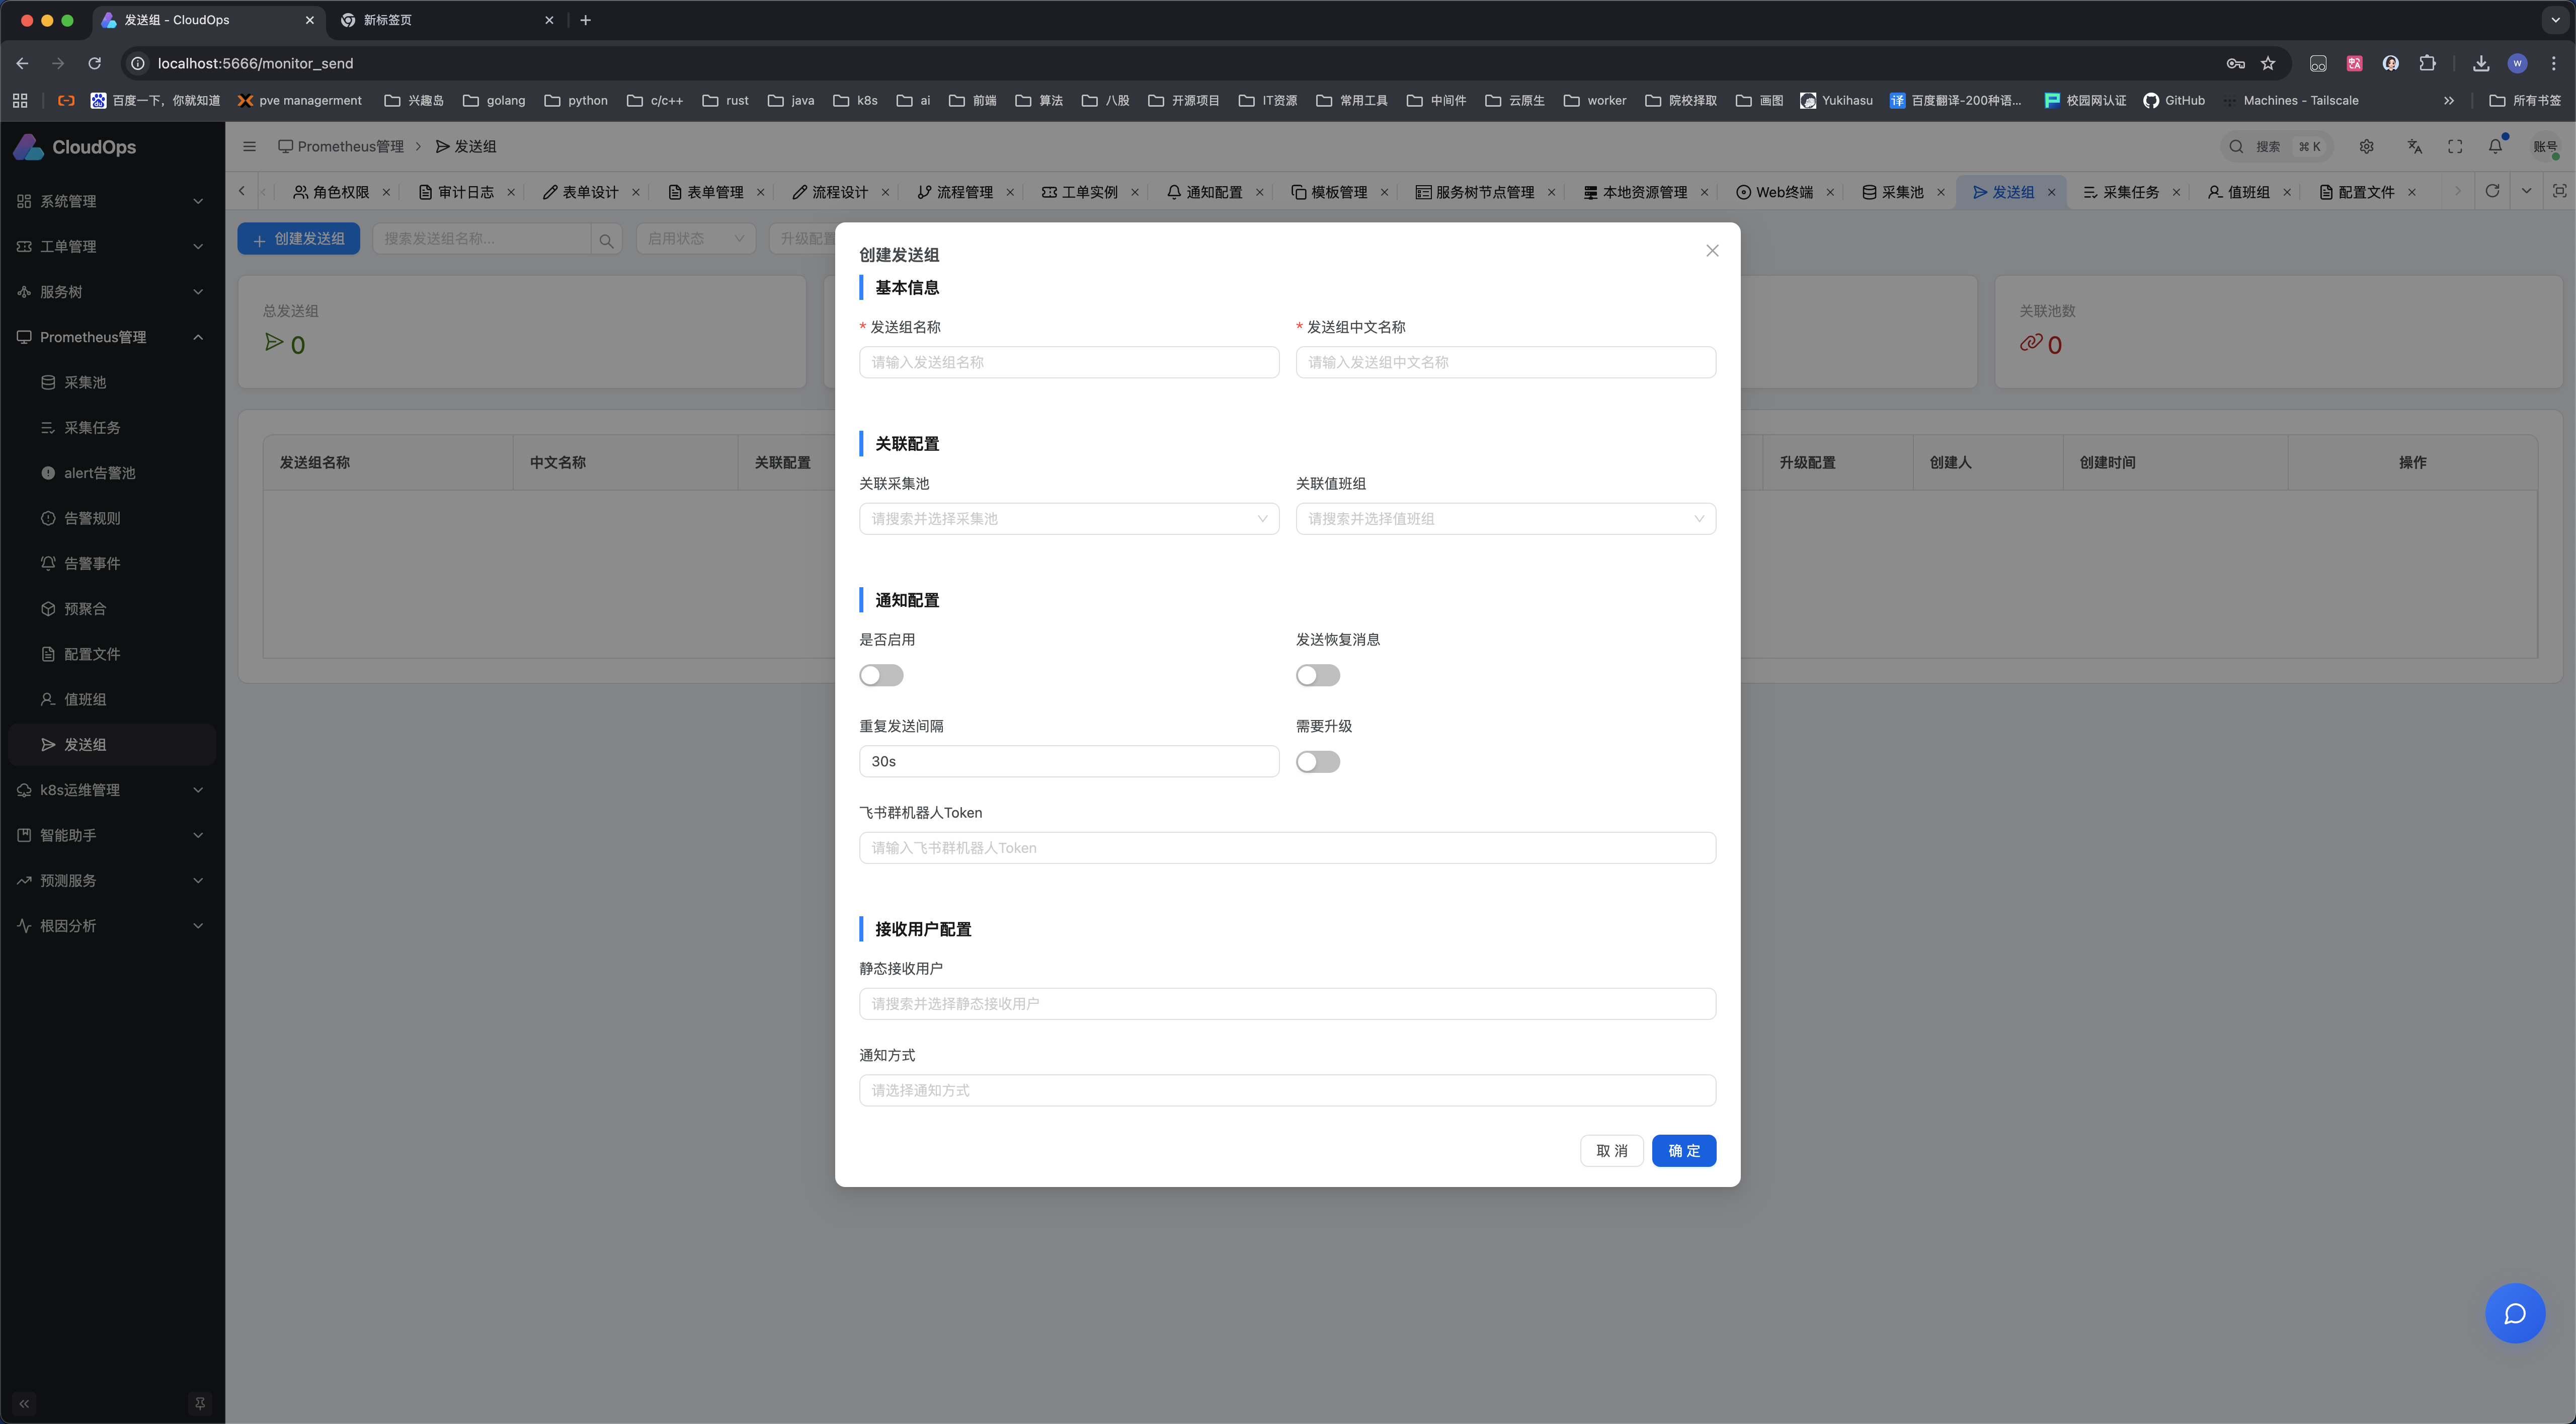 发送组 - CloudOps
新标签页
localhost:5666/monitor_send
百度一下，你就知道 pve managerment 兴趣岛 golang python c/c++ rust java k8s ai 前端 算法 八股 开源项目 IT资源 常用工具 中间件 云原生 worker 院校择取 画图 Yukihasu 百度翻译-200种语... 校园网认证 GitHub Machines - Tailscale 所有书签
CloudOps
Prometheus管理 > 发送组
搜索 ⌘ K
账号
角色权限 审计日志 表单设计 表单管理 流程设计 流程管理 工单实例 通知配置 模板管理 服务树节点管理 本地资源管理 Web终端 采集池 发送组 采集任务 值班组 配置文件
系统管理
工单管理
服务树
Prometheus管理
采集池
采集任务
alert告警池
告警规则
告警事件
预聚合
配置文件
值班组
发送组
k8s运维管理
智能助手
预测服务
根因分析
+ 创建发送组
搜索发送组名称...
启用状态
升级配置
总发送组
0
关联池数
0
发送组名称 中文名称 关联配置 升级配置 创建人 创建时间 操作
创建发送组
基本信息
* 发送组名称
* 发送组中文名称
请输入发送组名称
请输入发送组中文名称
关联配置
关联采集池
关联值班组
请搜索并选择采集池
请搜索并选择值班组
通知配置
是否启用
发送恢复消息
重复发送间隔
需要升级
30s
飞书群机器人Token
请输入飞书群机器人Token
接收用户配置
静态接收用户
请搜索并选择静态接收用户
通知方式
请选择通知方式
取 消
确 定